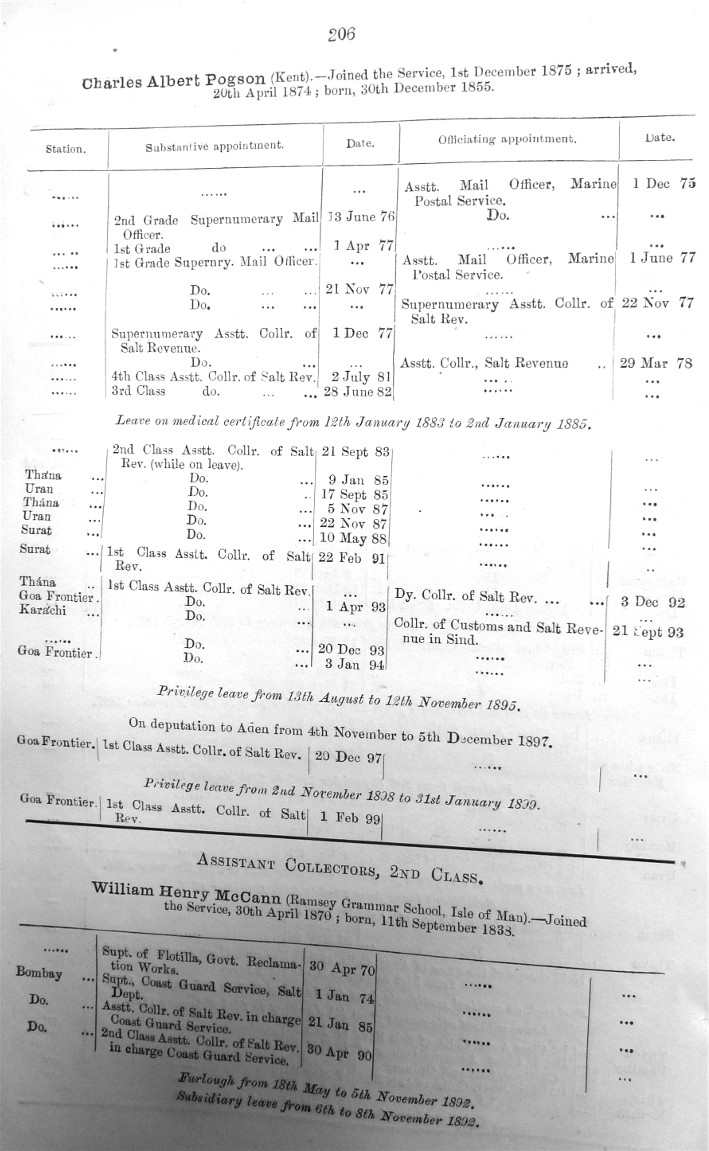 206
Charles Albert Pogson (Kent).—Joined the Service, 1st December 1875 ; arrived,
20th April 1874 ; born, 30th December 1855.
Station. Substantive appointment. Date. Officiating appointment. Date.
...... ...... ... Asstt. Mail Officer, Marine 1 Dec 75
Postal Service.
...... 2nd Grade Supernumerary Mail 13 June 76 Do. ... ...
Officer.
...... 1st Grade do ... ... 1 Apr 77 ...... ...
...... 1st Grade Supernry. Mail Officer. ... Asstt. Mail Officer, Marine 1 June 77
Postal Service.
...... Do. ... ... 21 Nov 77 ...... ...
...... Do. ... ... ... Supernumerary Asstt. Collr. of 22 Nov 77
Salt Rev.
...... Supernumerary Asstt. Collr. of 1 Dec 77 ...... ...
Salt Revenue.
...... Do. ... ... Asstt. Collr., Salt Revenue .. 29 Mar 78
...... 4th Class Asstt. Collr. of Salt Rev. 2 July 81 ...... ...
...... 3rd Class do. ... ... 28 June 82 ...... ...
Leave on medical certificate from 12th January 1883 to 2nd January 1885.
...... 2nd Class Asstt. Collr. of Salt 21 Sept 83 ...... ...
Rev. (while on leave).
Thána ... Do. ... 9 Jan 85 ...... ...
Uran ... Do. .. 17 Sept 85 ...... ...
Thána ... Do. ... 5 Nov 87 ...... ...
Uran ... Do. ... 22 Nov 87 ...... ...
Surat ... Do. ... 10 May 88 ...... ...
Surat ... 1st Class Asstt. Collr. of Salt 22 Feb 91 ...... ..
Rev.
Thána .. 1st Class Asstt. Collr. of Salt Rev. ... Dy. Collr. of Salt Rev. ... ... 3 Dec 92
Goa Frontier. Do. ... 1 Apr 93 ...... ...
Karáchi ... Do. ... ... Collr. of Customs and Salt Reve- 21 Sept 93
nue in Sind.
...... Do. ... 20 Dec 93 ...... ...
Goa Frontier. Do. ... 3 Jan 94 ...... ...
Privilege leave from 13th August to 12th November 1895.
On deputation to Aden from 4th November to 5th December 1897.
Goa Frontier. 1st Class Asstt. Collr. of Salt Rev. 20 Dec 97 ...... ...
Privilege leave from 2nd November 1898 to 31st January 1899.
Goa Frontier. 1st Class Asstt. Collr. of Salt 1 Feb 99 ...... ...
Rev.
ASSISTANT COLLECTORS, 2ND CLASS.
William Henry McCann (Ramsey Grammar School, Isle of Man).—Joined
the Service, 30th April 1870 ; born, 11th September 1838.
...... Supt. of Flotilla, Govt. Reclama- 30 Apr 70 ...... ...
tion Works.
Bombay ... Supt., Coast Guard Service, Salt 1 Jan 74 ...... ...
Dept.
Do. ... Asstt. Collr. of Salt Rev. in charge 21 Jan 85 ...... ...
Coast Guard Service.
Do. ... 2nd Class Asstt. Collr. of Salt Rev. 30 Apr 90 ...... ...
in charge Coast Guard Service.
Furlough from 18th May to 5th November 1892.
Subsidiary leave from 6th to 8th November 1892.